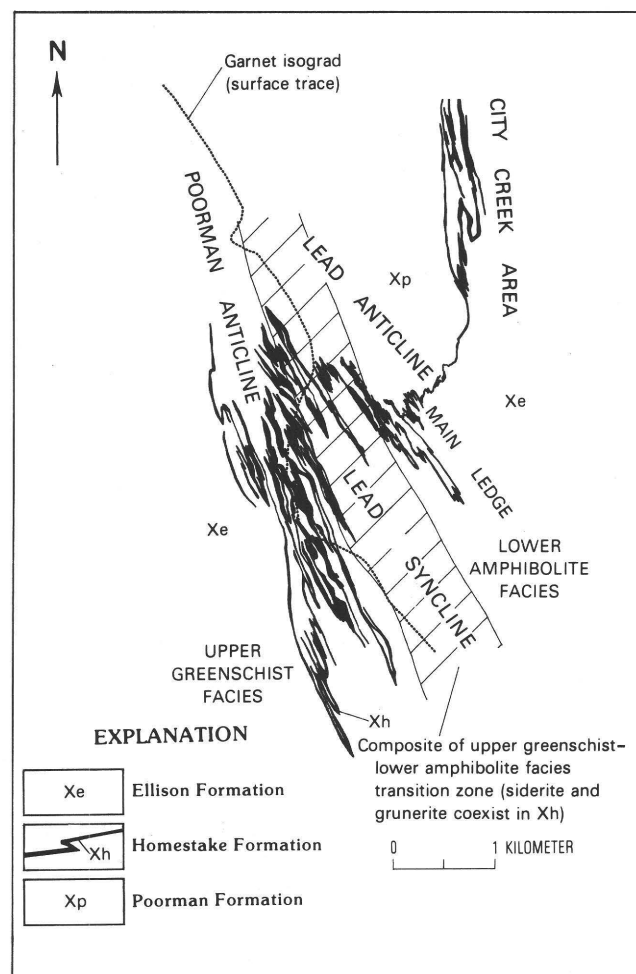 N
Garnet isograd
(surface trace)
CITY CREEK AREA
POORMAN ANTICLINE
LEAD ANTICLINE
Xp
Xe
MAIN LEDGE
LEAD SYNCLINE
Xe
LOWER
AMPHIBOLITE
FACIES
UPPER
GREENSCHIST
FACIES
Xh
EXPLANATION
Composite of upper greenschist–
lower amphibolite facies
transition zone (siderite and
grunerite coexist in Xh)
Xe Ellison Formation
Xh Homestake Formation
Xp Poorman Formation
0 1 KILOMETER